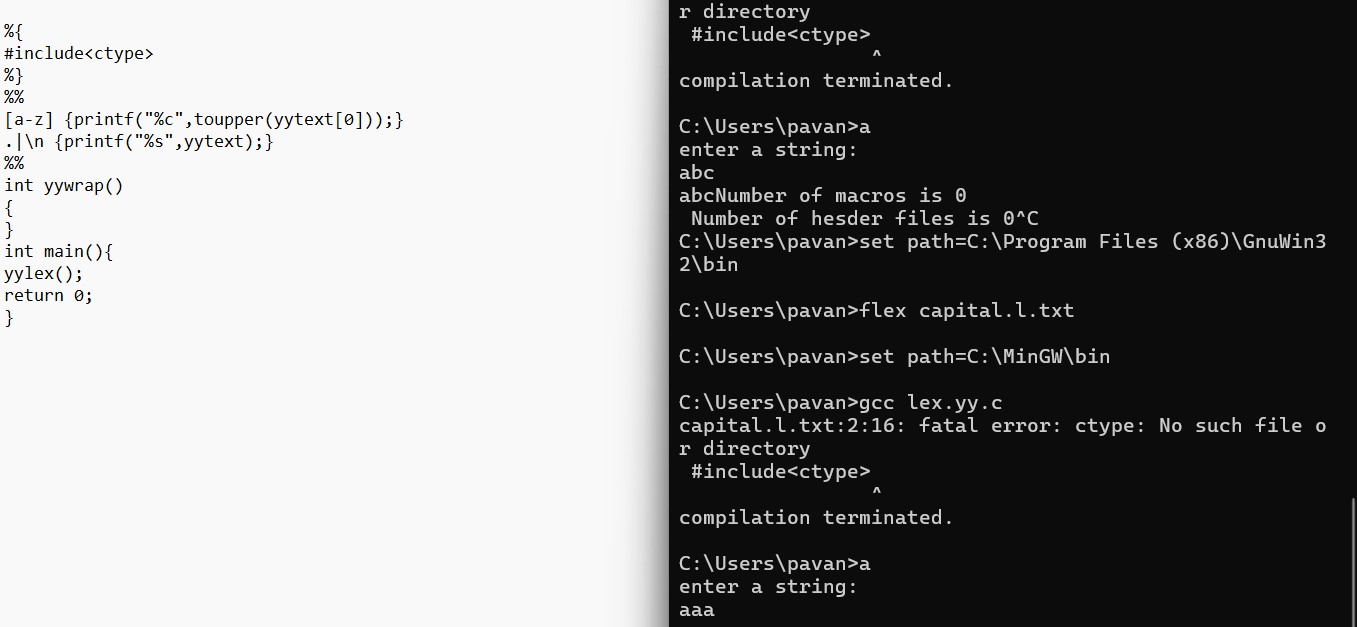 %{
#include<ctype>
%}
%%
[a-z] {printf("%c",toupper(yytext[0]));}
.|\n {printf("%s",yytext);}
%%
int yywrap()
{
}
int main(){
yylex();
return 0;
}
r directory
 #include<ctype>
                ^
compilation terminated.
C:\Users\pavan>a
enter a string:
abc
abcNumber of macros is 0
 Number of hesder files is 0^C
C:\Users\pavan>set path=C:\Program Files (x86)\GnuWin3
2\bin
C:\Users\pavan>flex capital.l.txt
C:\Users\pavan>set path=C:\MinGW\bin
C:\Users\pavan>gcc lex.yy.c
capital.l.txt:2:16: fatal error: ctype: No such file o
r directory
 #include<ctype>
                ^
compilation terminated.
C:\Users\pavan>a
enter a string:
aaa